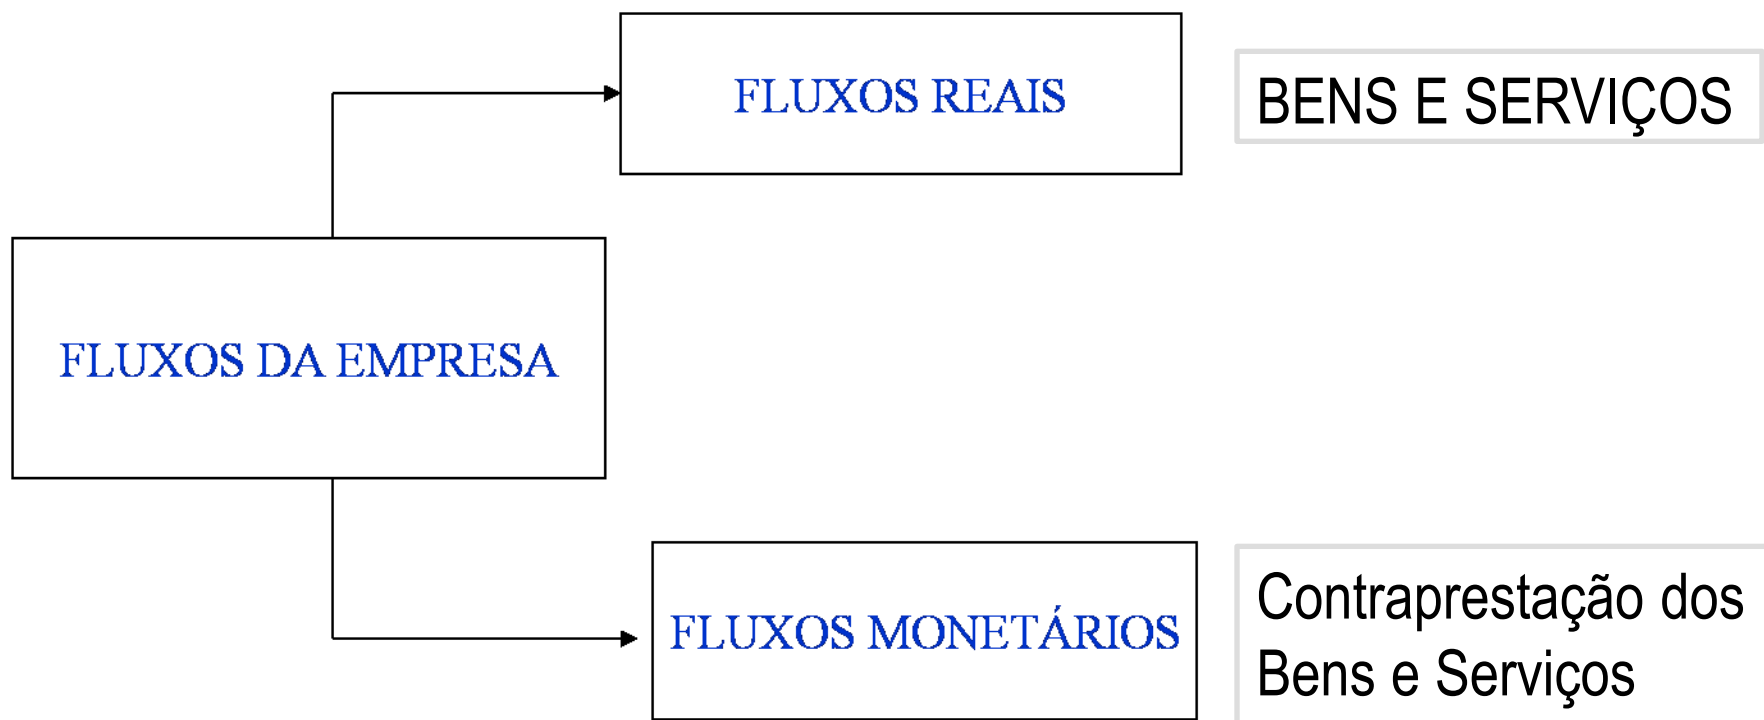 FLUXOS REAIS
BENS E SERVIÇOS
FLUXOS DA EMPRESA
FLUXOS MONETÁRIOS
Contraprestação dos
Bens e Serviços